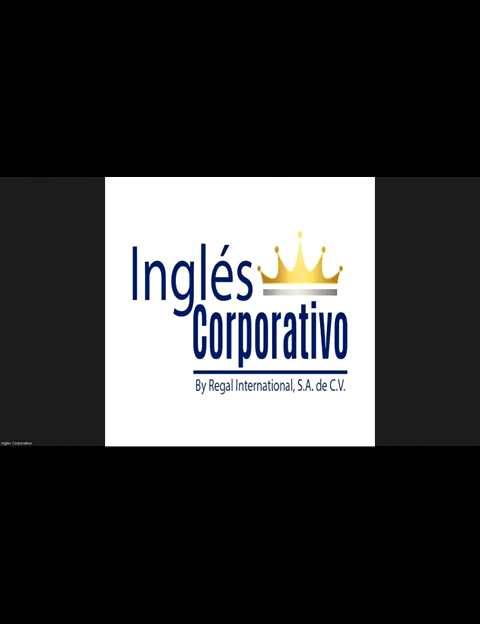 Inglés
Corporativo
By Regal International, S.A. de C.V.
Inglés Corporativo